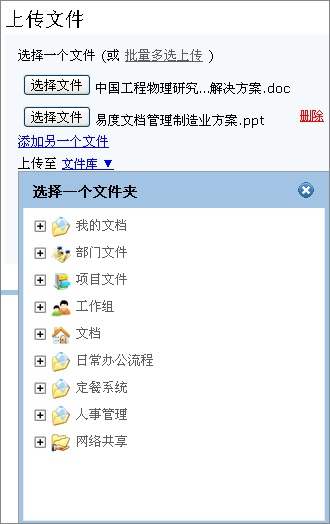 上传文件
选择一个文件 (或 批量多选上传 )
选择文件 中国工程物理研究...解决方案.doc
选择文件 易度文档管理制造业方案.ppt 删除
添加另一个文件
上传至 文件库 ▼
选择一个文件夹
我的文档
部门文件
项目文件
工作组
文档
日常办公流程
定餐系统
人事管理
网络共享